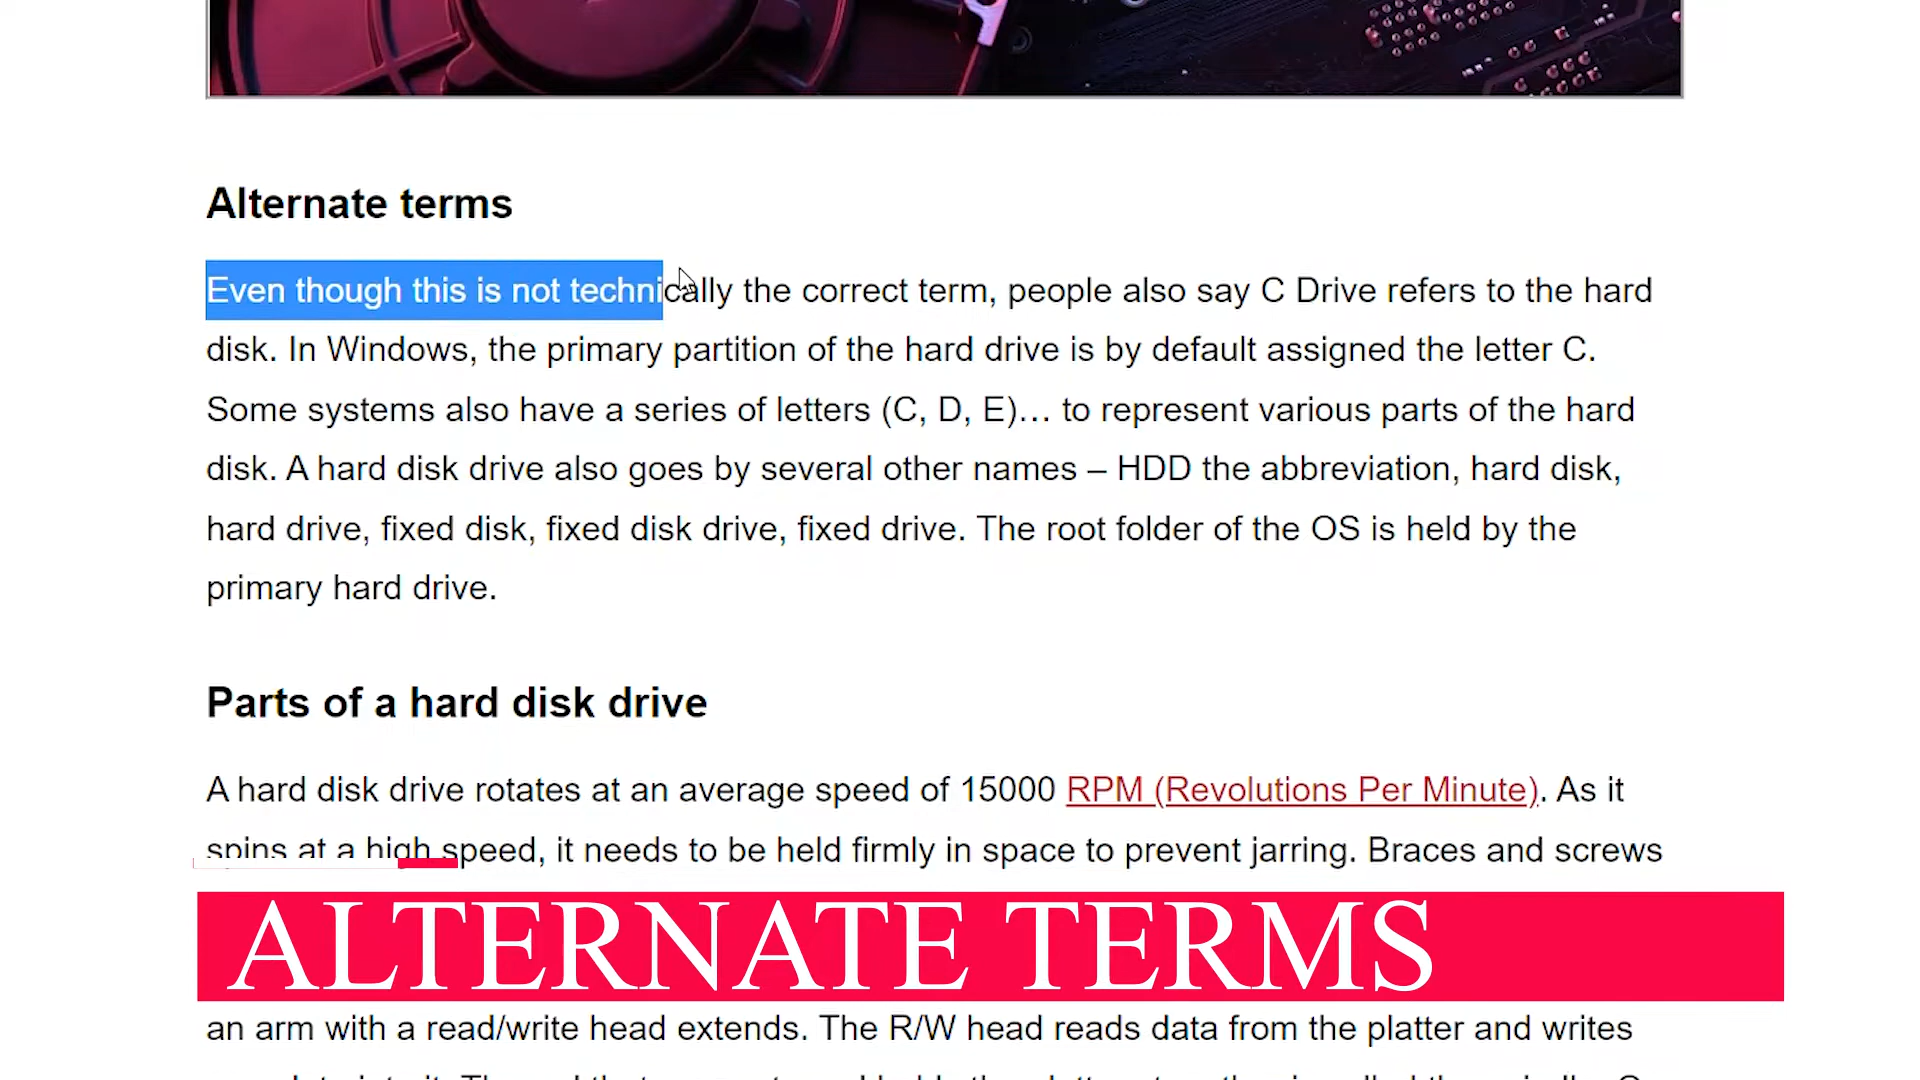 Alternate terms
Even though this is not technically the correct term, people also say C Drive refers to the hard
disk. In Windows, the primary partition of the hard drive is by default assigned the letter C.
Some systems also have a series of letters (C, D, E)… to represent various parts of the hard
disk. A hard disk drive also goes by several other names – HDD the abbreviation, hard disk,
hard drive, fixed disk, fixed disk drive, fixed drive. The root folder of the OS is held by the
primary hard drive.
Parts of a hard disk drive
A hard disk drive rotates at an average speed of 15000 RPM (Revolutions Per Minute). As it
spins at a high speed, it needs to be held firmly in space to prevent jarring. Braces and screws
ALTERNATE TERMS
an arm with a read/write head extends. The R/W head reads data from the platter and writes